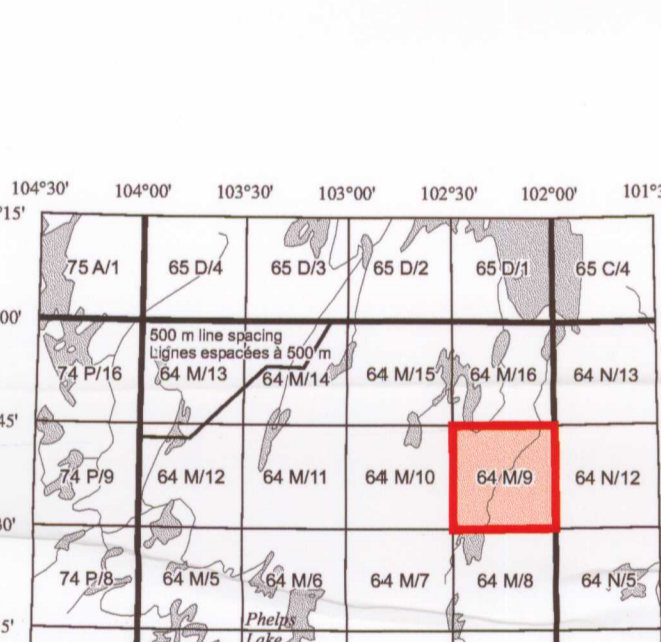 104°30' 104°00' 103°30' 103°00' 102°30' 102°00' 101°3
°15'
75 A/1 65 D/4 65 D/3 65 D/2 65 D/1 65 C/4
00'
500 m line spacing
Lignes espacées à 500 m
74 P/16 64 M/13 64 M/14 64 M/15 64 M/16 64 N/13
45'
74 P/9 64 M/12 64 M/11 64 M/10 64 M/9 64 N/12
30'
74 P/8 64 M/5 64 M/6 64 M/7 64 M/8 64 N/5
5'
Phelps
Lake